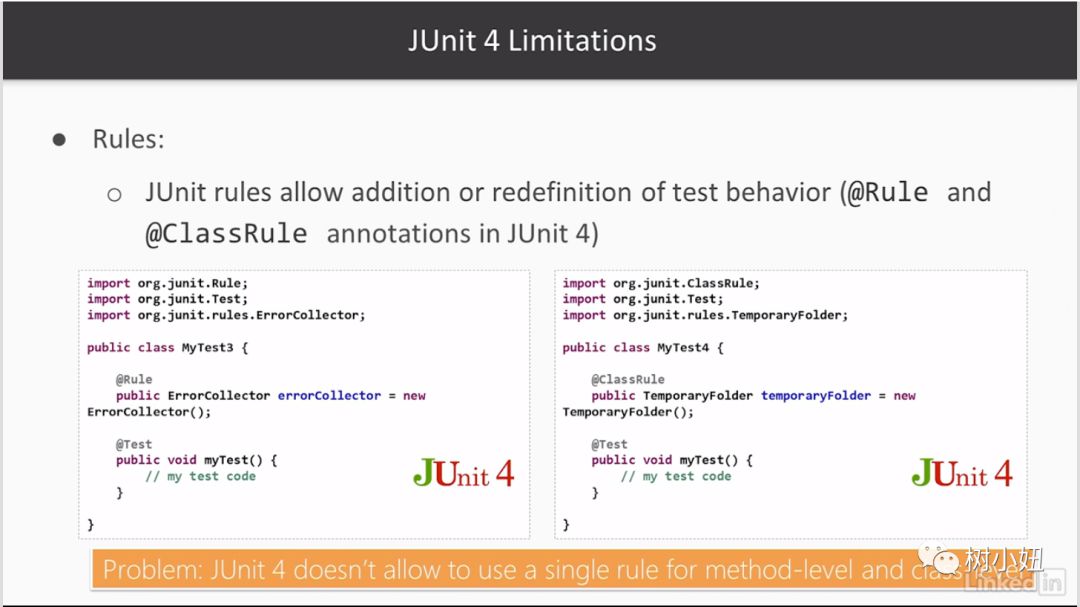 JUnit 4 Limitations
● Rules:
○ JUnit rules allow addition or redefinition of test behavior (@Rule and
@ClassRule annotations in JUnit 4)
import org.junit.Rule;
import org.junit.Test;
import org.junit.rules.ErrorCollector;
public class MyTest3 {
@Rule
public ErrorCollector errorCollector = new
ErrorCollector();
@Test
public void myTest() {
// my test code
}
}
JUnit 4
import org.junit.ClassRule;
import org.junit.Test;
import org.junit.rules.TemporaryFolder;
public class MyTest4 {
@ClassRule
public TemporaryFolder temporaryFolder = new
TemporaryFolder();
@Test
public void myTest() {
// my test code
}
}
JUnit 4
Problem: JUnit 4 doesn't allow to use a single rule for method-level and
树小妞
Linked in